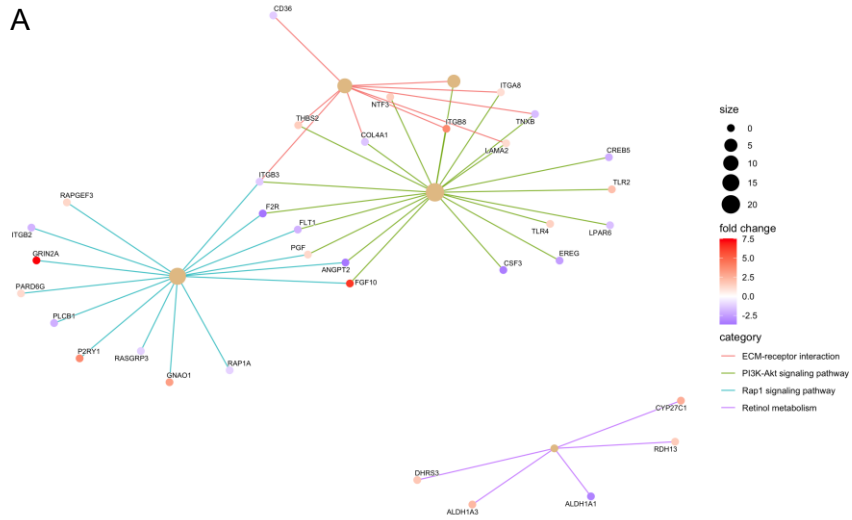 A
CD36
ITGA8
NTF3
THBS2
ITGB8
TNXB
COL4A1
LAMA2
CREB5
ITGB3
TLR2
RAPGEF3
F2R
FLT1
TLR4
LPAR6
ITGB2
PGF
EREG
GRIN2A
ANGPT2
CSF3
FGF10
PARD6G
PLCB1
P2RY1
RASGRP3
RAP1A
GNAO1
CYP27C1
RDH13
DHRS3
ALDH1A3
ALDH1A1
size
0
5
10
15
20
fold change
7.5
5.0
2.5
0.0
-2.5
category
ECM-receptor interaction
PI3K-Akt signaling pathway
Rap1 signaling pathway
Retinol metabolism